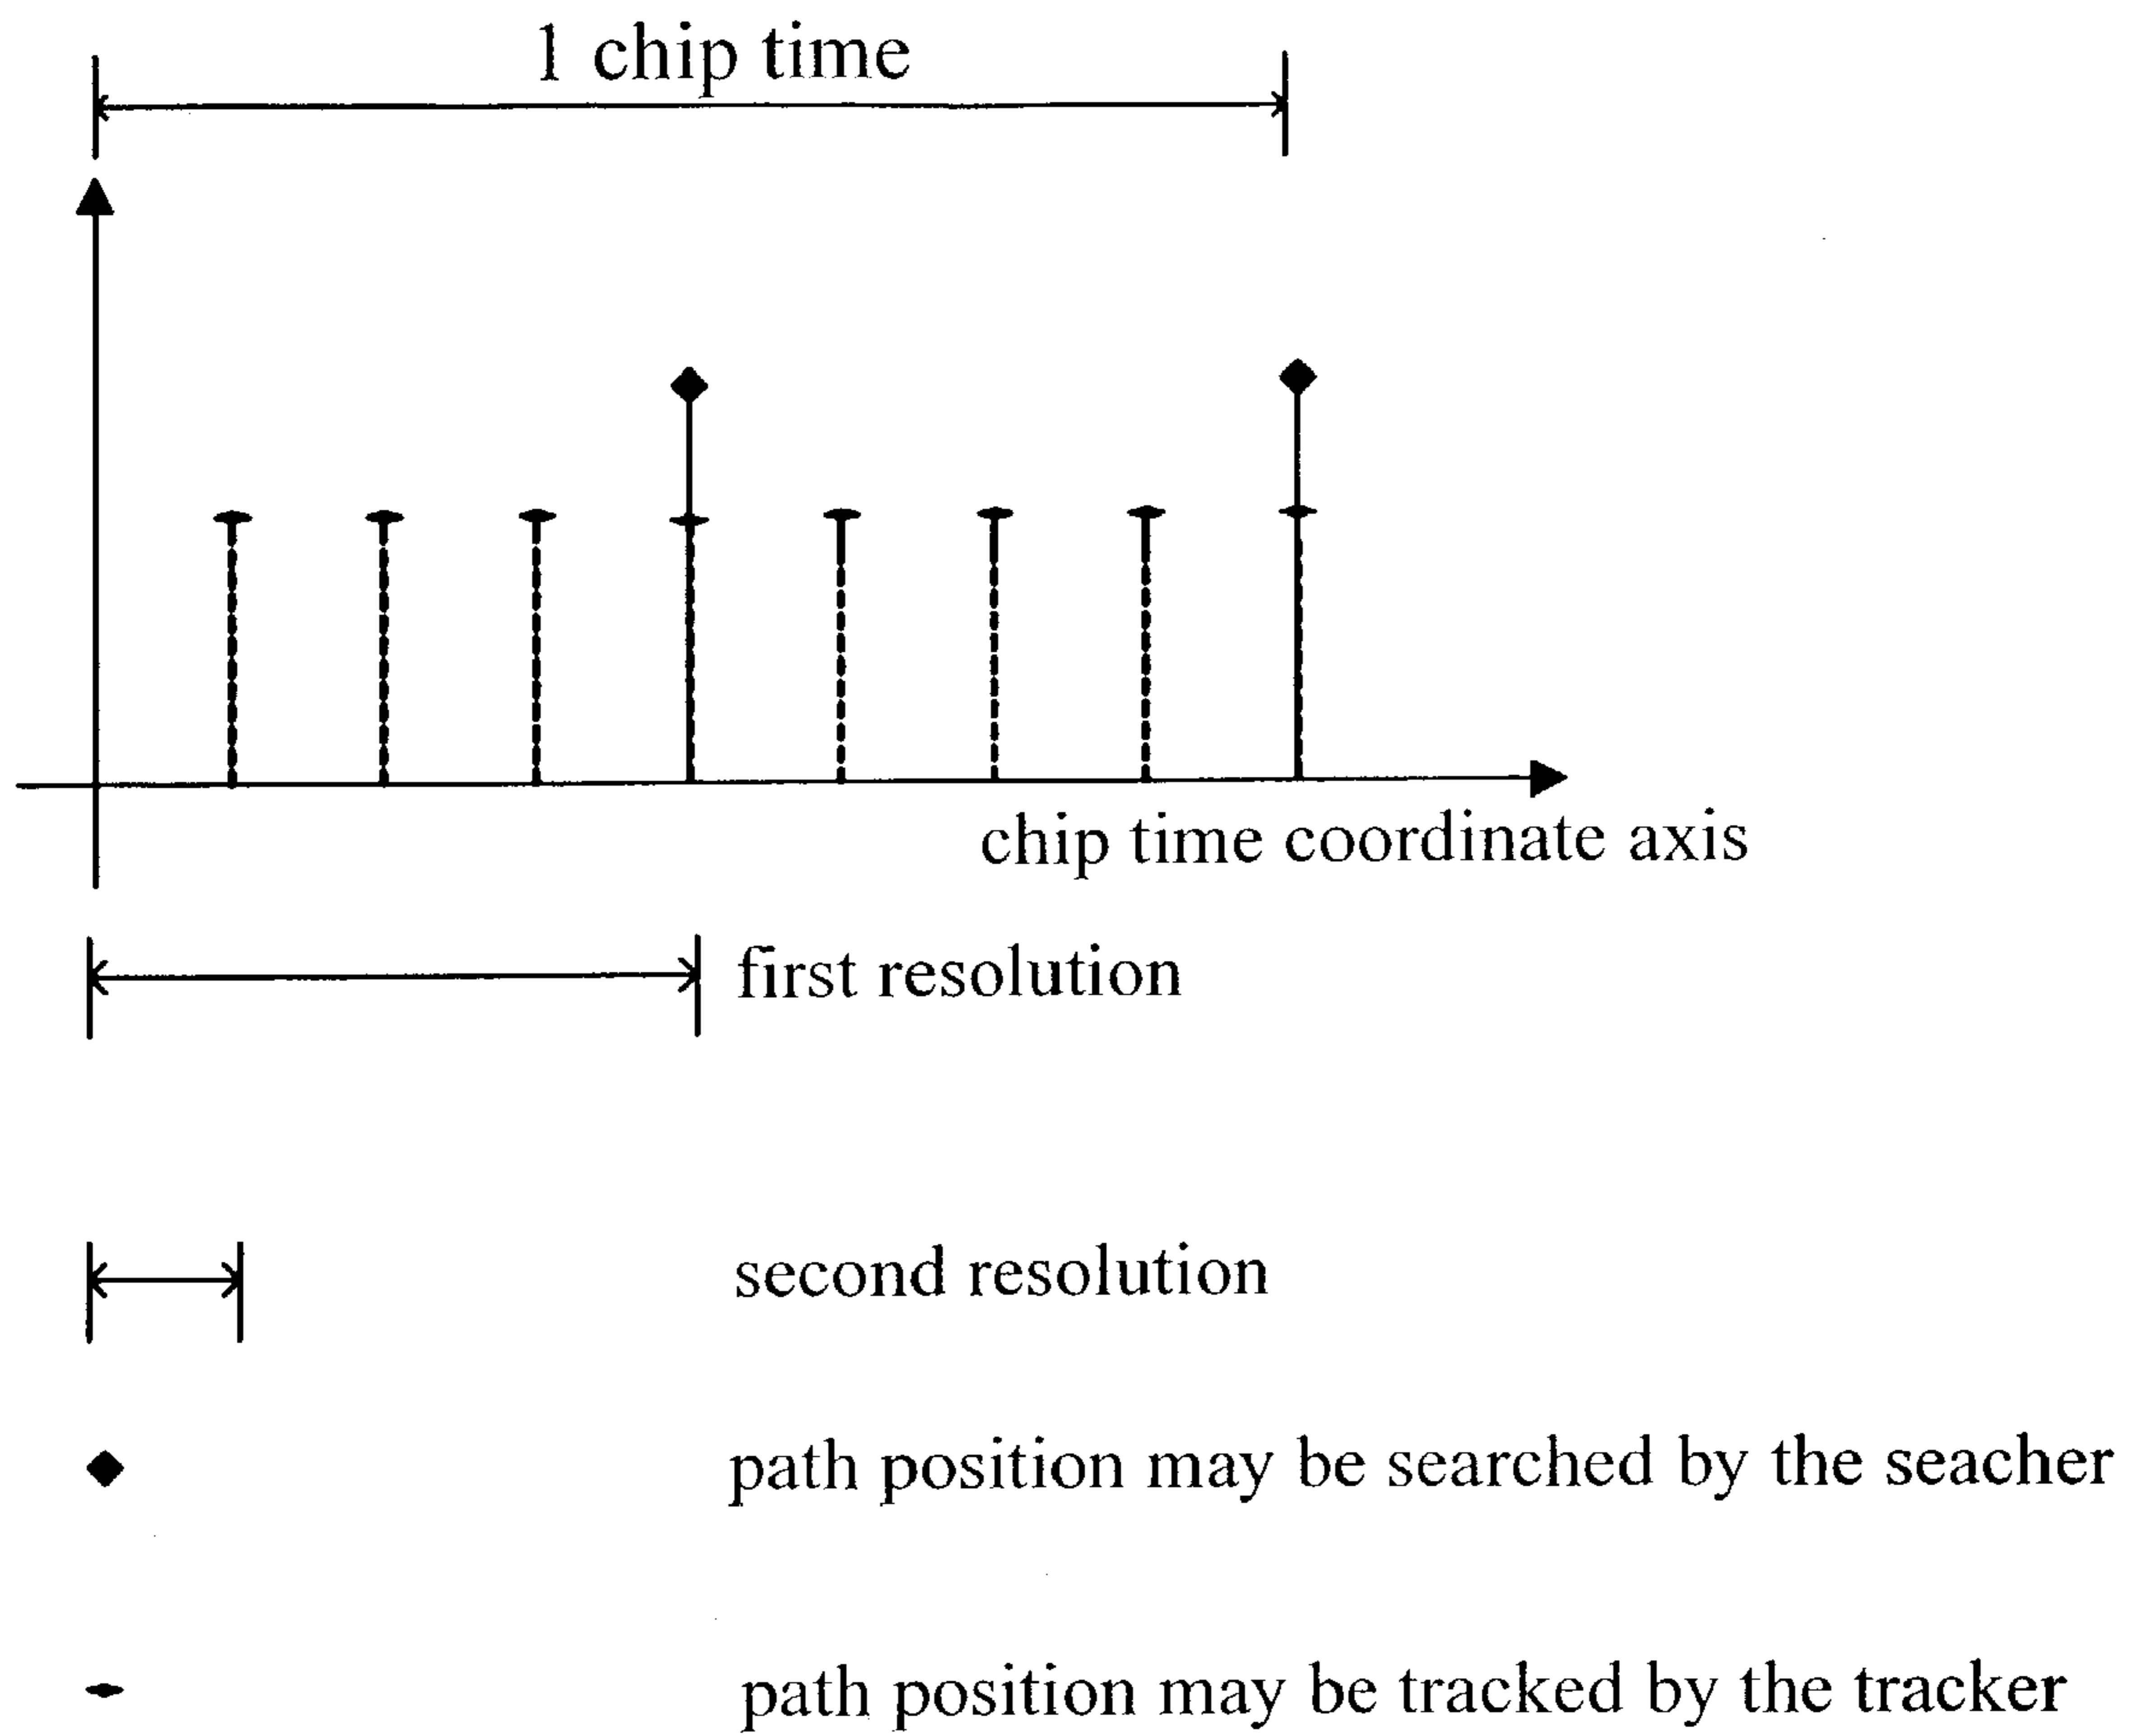 1 chip time
chip time coordinate axis
first resolution
second resolution
path position may be searched by the seacher
path position may be tracked by the tracker